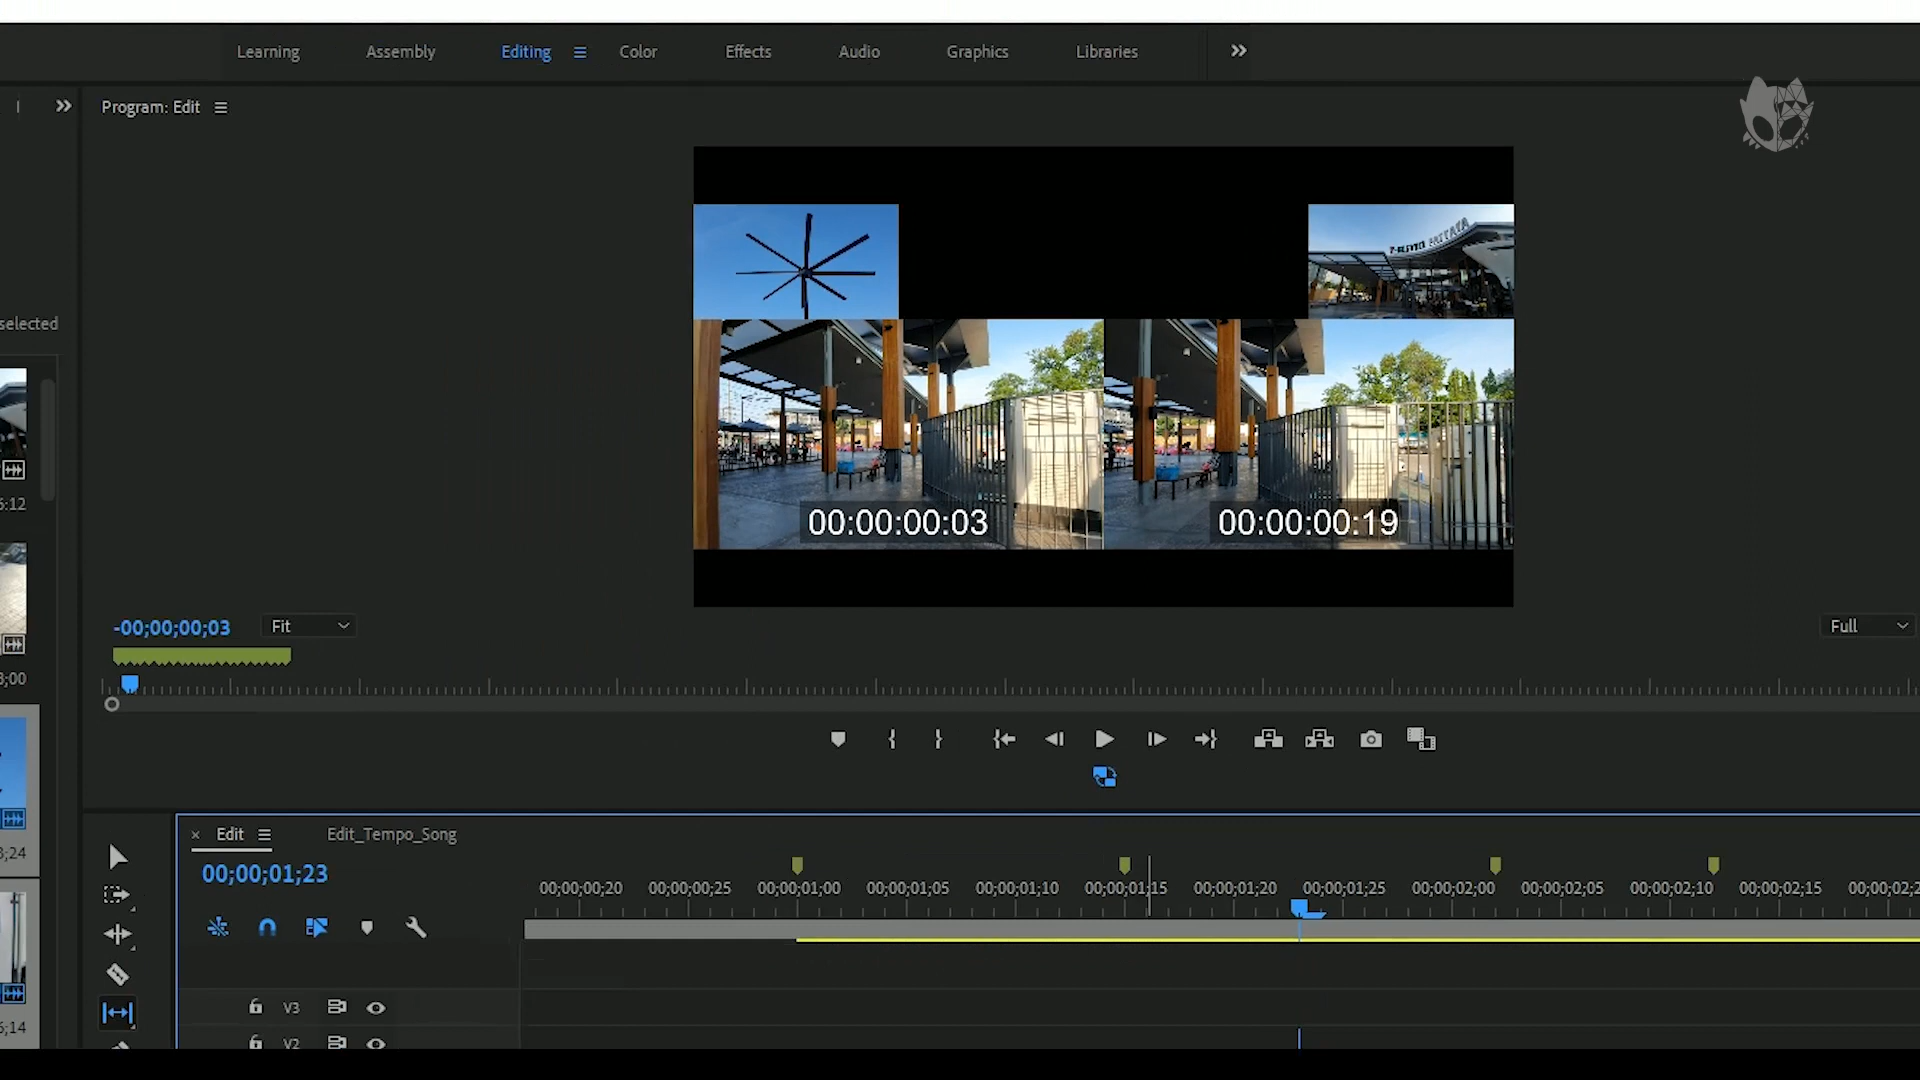 Learning Assembly Editing Color Effects Audio Graphics Libraries
Program: Edit
selected
00:00:00:03 00:00:00:19
-00;00;00;03 Fit Full
Edit Edit_Tempo_Song
00;00;01;23
00;00;00;20 00;00;00;25 00;00;01;00 00;00;01;05 00;00;01;10 00;00;01;15 00;00;01;20 00;00;01;25 00;00;02;00 00;00;02;05 00;00;02;10 00;00;02;15 00;00;02;2
V3
V2